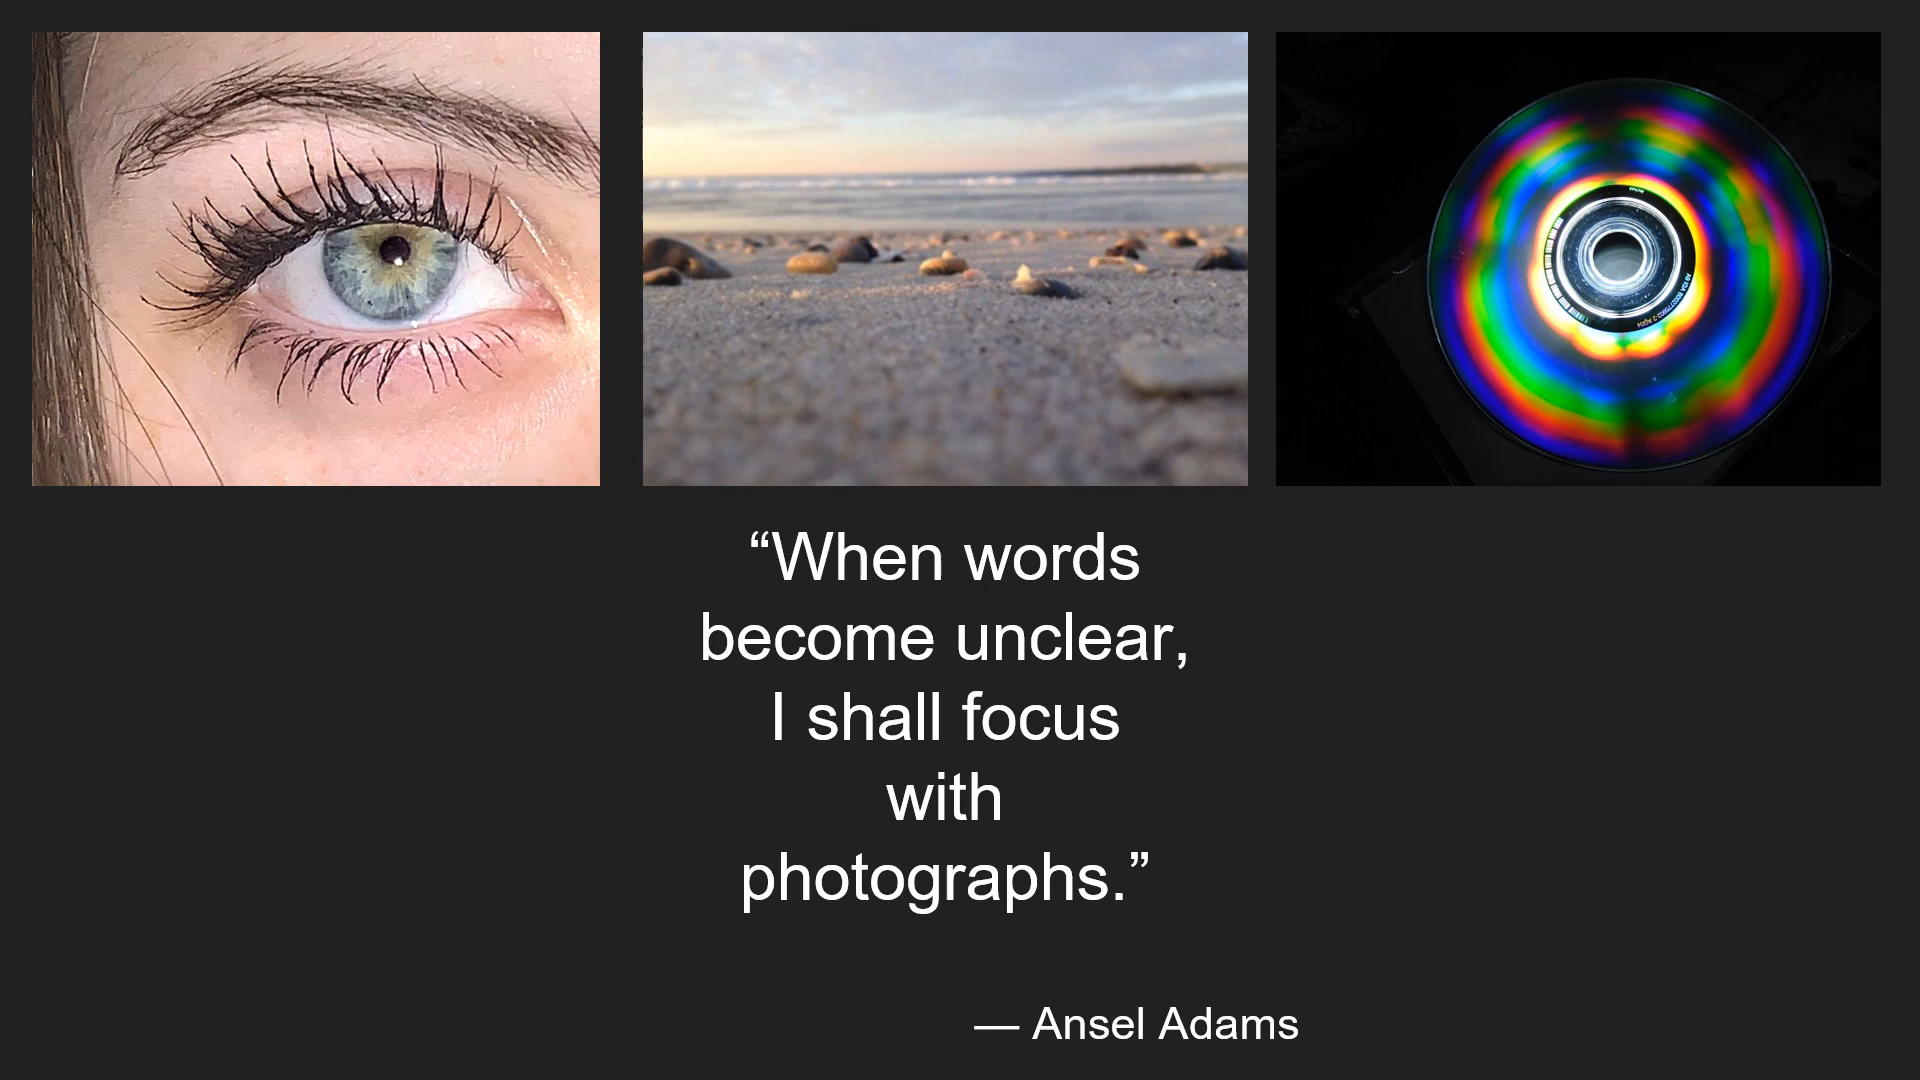 “When words
become unclear,
I shall focus
with
photographs.”
— Ansel Adams